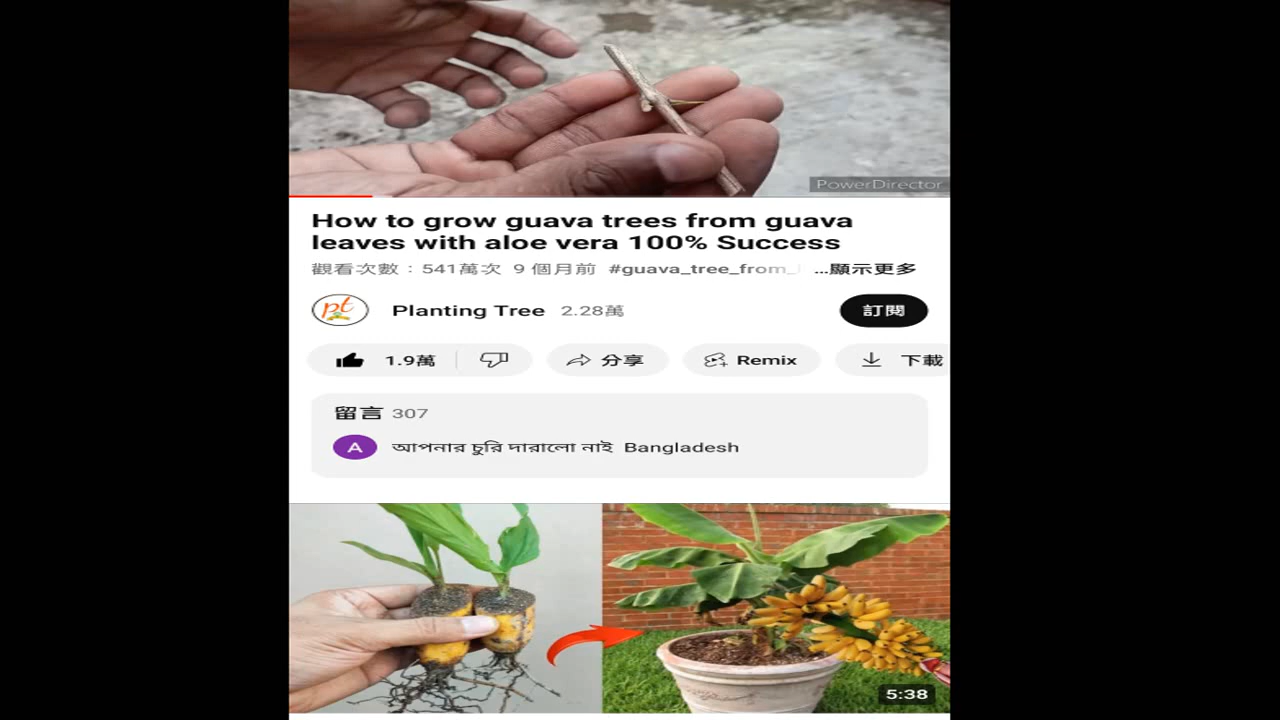 PowerDirector
How to grow guava trees from guava
leaves with aloe vera 100% Success
觀看次數：541萬次 9 個月前 #guava_tree_from_ ...顯示更多
pt Planting Tree 2.28萬 訂閱
1.9萬 分享 Remix 下載
留言 307
A আপনার চুরি দারালো নাই Bangladesh
5:38